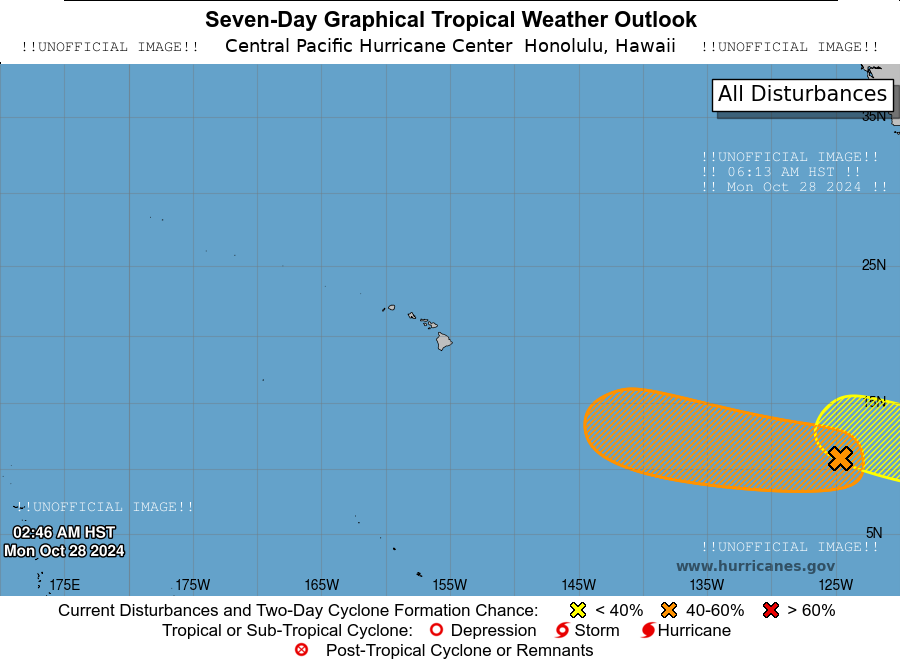 Seven-Day Graphical Tropical Weather Outlook
!!UNOFFICIAL IMAGE!! Central Pacific Hurricane Center Honolulu, Hawaii !!UNOFFICIAL IMAGE!!
All Disturbances
35N
!!UNOFFICIAL IMAGE!!
!! 06:13 AM HST !!
!! Mon Oct 28 2024 !!
25N
15N
!!UNOFFICIAL IMAGE!!
02:46 AM HST
Mon Oct 28 2024
5N
!!UNOFFICIAL IMAGE!!
www.hurricanes.gov
175E 175W 165W 155W 145W 135W 125W
Current Disturbances and Two-Day Cyclone Formation Chance: < 40% 40-60% > 60%
Tropical or Sub-Tropical Cyclone: Depression Storm Hurricane
Post-Tropical Cyclone or Remnants